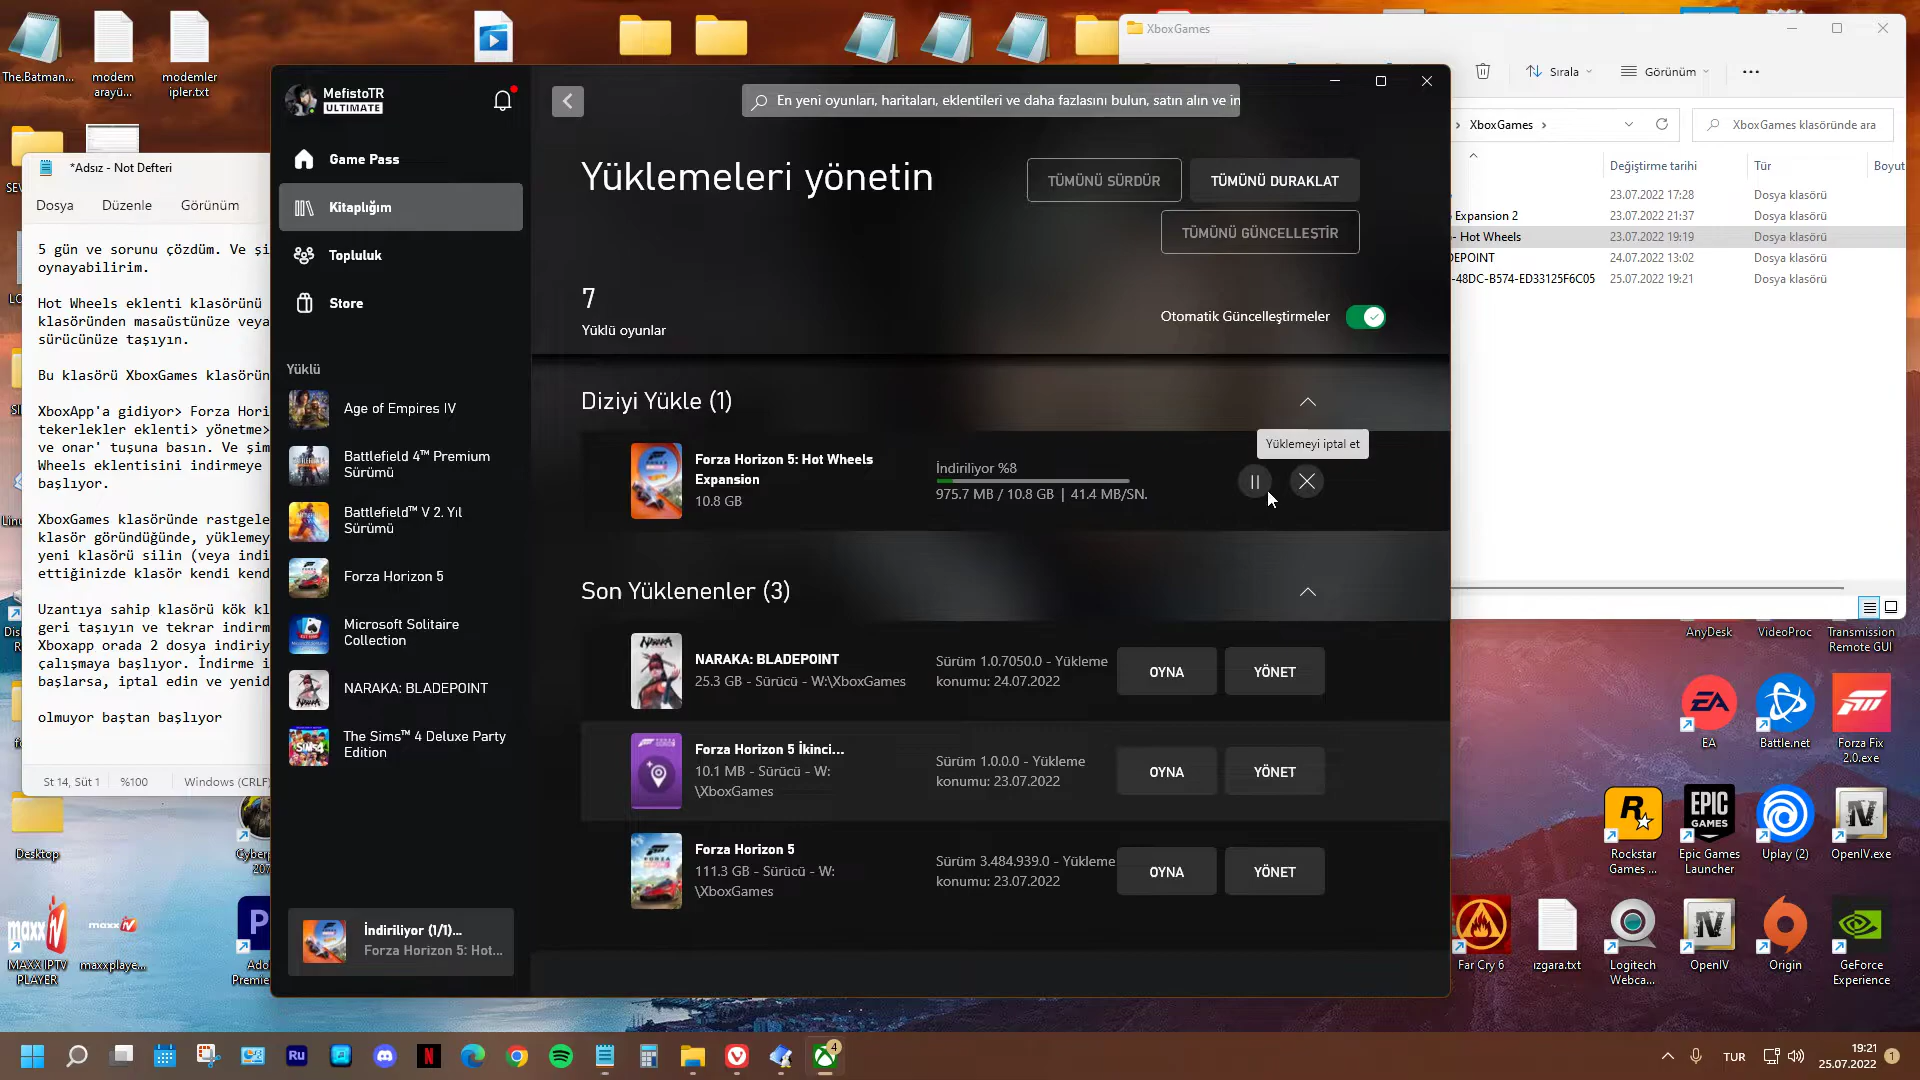 The.Batman...
modem
arayü...
modemler
ipler.txt
*Adsız - Not Defteri
Dosya
Düzenle
Görünüm
5 gün ve sorunu çözdüm. Ve şi
oynayabilirim.
Hot Wheels eklenti klasörünü
klasöründen masaüstünüze veya
sürücünüze taşıyın.
Bu klasörü XboxGames klasörün
XboxApp'a gidiyor> Forza Hori
tekerlekler eklenti> yönetme>
ve onar' tuşuna basın. Ve şim
Wheels eklentisini indirmeye
başlıyor.
XboxGames klasöründe rastgele
klasör göründüğünde, yüklemey
yeni klasörü silin (veya indi
ettiğinizde klasör kendi kend
Uzantıya sahip klasörü kök kl
geri taşıyın ve tekrar indirm
Xboxapp orada 2 dosya indiriy
çalışmaya başlıyor. İndirme i
başlarsa, iptal edin ve yenid
olmuyor baştan başlıyor
St 14, Süt 1
%100
Windows (CRLF)
MefistoTR
ULTIMATE
Game Pass
Kitaplığım
Topluluk
Store
Yüklü
Age of Empires IV
Battlefield 4™ Premium
Sürümü
Battlefield™ V 2. Yıl
Sürümü
Forza Horizon 5
Microsoft Solitaire
Collection
NARAKA: BLADEPOINT
The Sims™ 4 Deluxe Party
Edition
İndiriliyor (1/1)...
Forza Horizon 5: Hot...
En yeni oyunları, haritaları, eklentileri ve daha fazlasını bulun, satın alın ve in
Yüklemeleri yönetin
TÜMÜNÜ SÜRDÜR
TÜMÜNÜ DURAKLAT
TÜMÜNÜ GÜNCELLEŞTİR
7
Yüklü oyunlar
Otomatik Güncelleştirmeler
Diziyi Yükle (1)
Yüklemeyi iptal et
Forza Horizon 5: Hot Wheels
Expansion
10.8 GB
İndiriliyor %8
975.7 MB / 10.8 GB | 41.4 MB/SN.
Son Yüklenenler (3)
NARAKA: BLADEPOINT
25.3 GB - Sürücü - W:\XboxGames
Sürüm 1.0.7050.0 - Yükleme
konumu: 24.07.2022
OYNA
YÖNET
Forza Horizon 5 İkinci...
10.1 MB - Sürücü - W:
\XboxGames
Sürüm 1.0.0.0 - Yükleme
konumu: 23.07.2022
OYNA
YÖNET
Forza Horizon 5
111.3 GB - Sürücü - W:
\XboxGames
Sürüm 3.484.939.0 - Yükleme
konumu: 23.07.2022
OYNA
YÖNET
XboxGames
Sırala
Görünüm
XboxGames
XboxGames klasöründe ara
Değiştirme tarihi
Tür
Boyut
23.07.2022 17:28
Dosya klasörü
Expansion 2
23.07.2022 21:37
Dosya klasörü
- Hot Wheels
23.07.2022 19:19
Dosya klasörü
DEPOINT
24.07.2022 13:02
Dosya klasörü
-48DC-B574-ED33125F6C05
25.07.2022 19:21
Dosya klasörü
AnyDesk
VideoProc
Transmission
Remote GUI
EA
Battle.net
Forza Fix
2.0.exe
Rockstar
Games ...
Epic Games
Launcher
Uplay (2)
OpenIV.exe
Far Cry 6
ızgara.txt
Logitech
Webca...
OpenIV
Origin
GeForce
Experience
Desktop
MAXX IPTV
PLAYER
maxxplaye...
TUR
19:21
25.07.2022